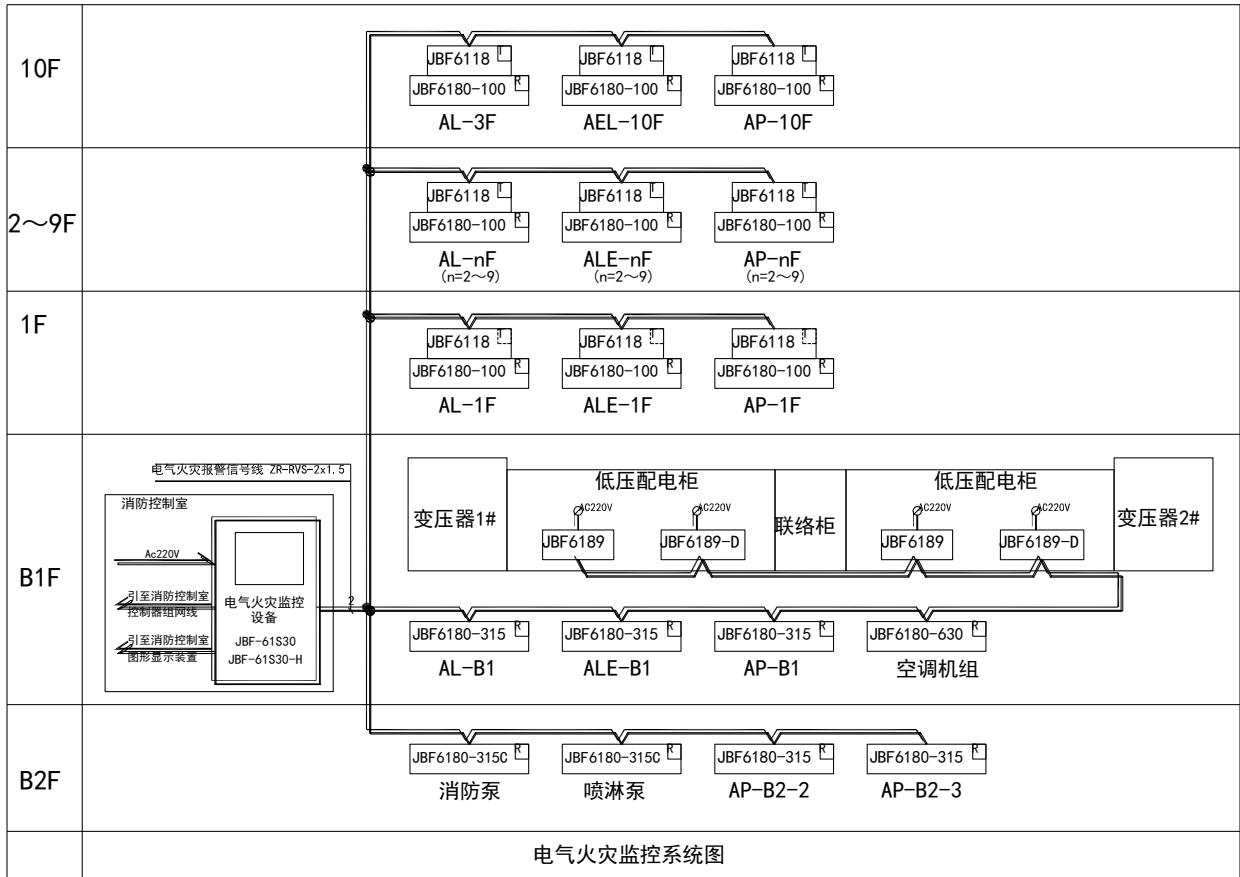 10F
JBF6118 T JBF6118 T JBF6118 T
JBF6180-100 R JBF6180-100 R JBF6180-100 R
AL-3F AEL-10F AP-10F
2～9F
JBF6118 T JBF6118 T JBF6118 T
JBF6180-100 R JBF6180-100 R JBF6180-100 R
AL-nF ALE-nF AP-nF
(n=2～9) (n=2～9) (n=2～9)
1F
JBF6118 T JBF6118 T JBF6118 T
JBF6180-100 R JBF6180-100 R JBF6180-100 R
AL-1F ALE-1F AP-1F
B1F
电气火灾报警信号线 ZR-RVS-2x1.5
消防控制室
Ac220V
引至消防控制室
控制器组网线
引至消防控制室
图形显示装置
电气火灾监控
设备
JBF-61S30
JBF-61S30-H
2
变压器1#
低压配电柜
AC220V AC220V
JBF6189 JBF6189-D
联络柜
低压配电柜
AC220V AC220V
JBF6189 JBF6189-D
变压器2#
JBF6180-315 R JBF6180-315 R JBF6180-315 R JBF6180-630 R
AL-B1 ALE-B1 AP-B1 空调机组
B2F
JBF6180-315C R JBF6180-315C R JBF6180-315 R JBF6180-315 R
消防泵 喷淋泵 AP-B2-2 AP-B2-3
电气火灾监控系统图